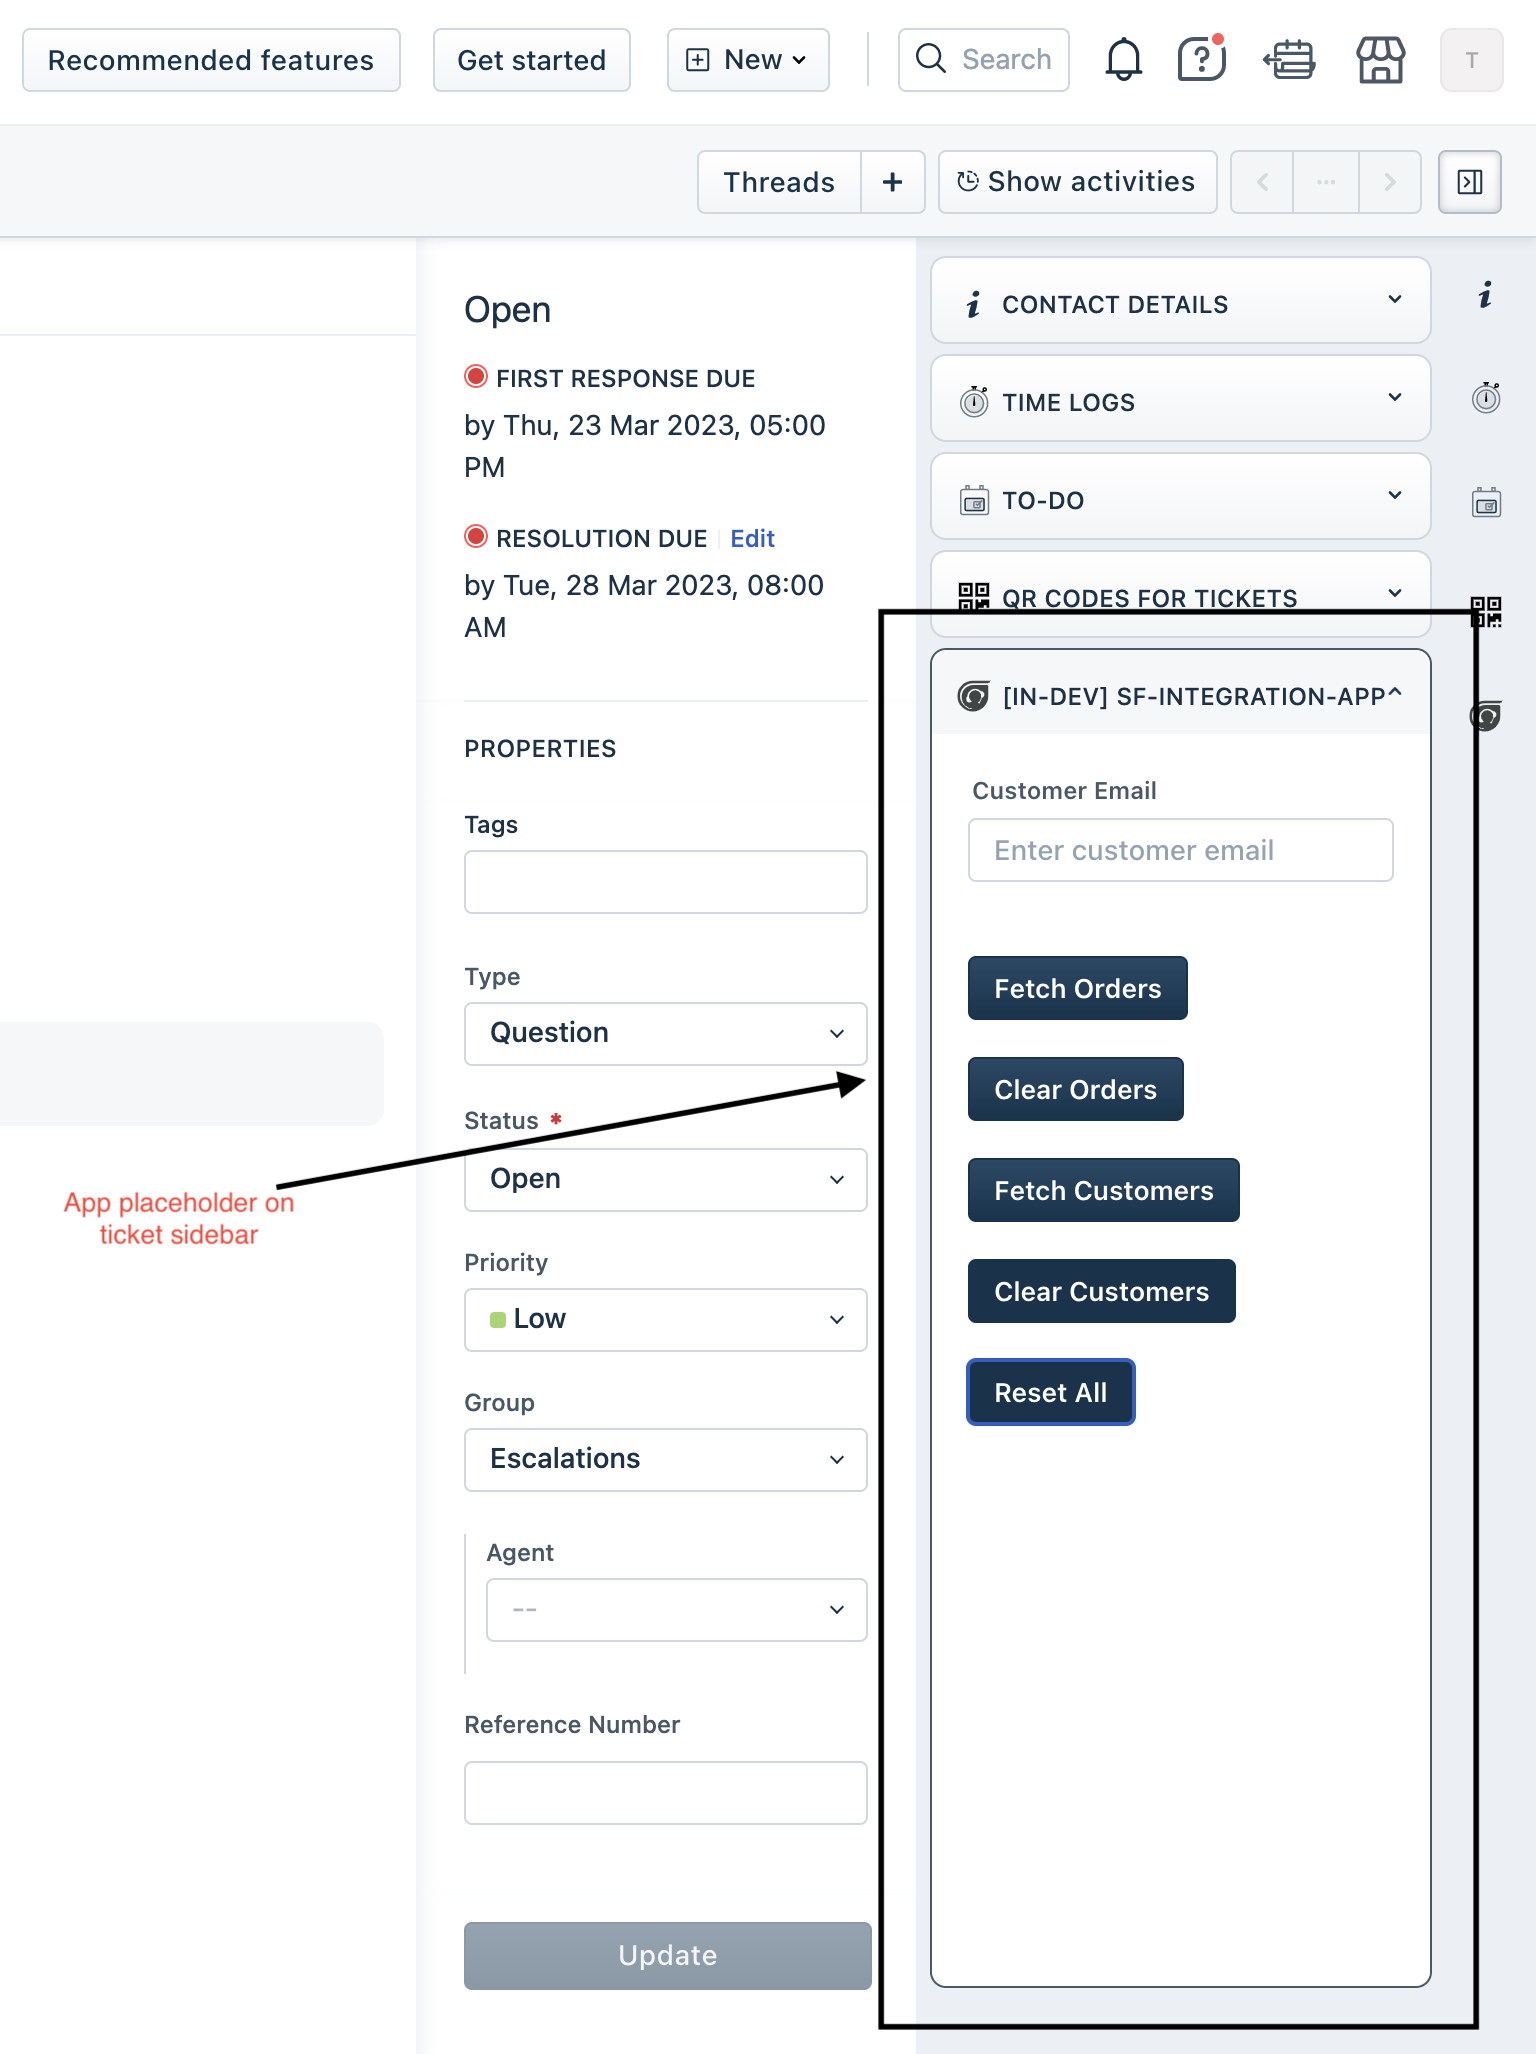 Recommended features
Get started
New
Search
T
Threads
+
Show activities
Open
FIRST RESPONSE DUE
by Thu, 23 Mar 2023, 05:00
PM
RESOLUTION DUE
Edit
by Tue, 28 Mar 2023, 08:00
AM
PROPERTIES
Tags
Type
Question
Status *
Open
Priority
Low
Group
Escalations
Agent
--
Reference Number
Update
App placeholder on
ticket sidebar
CONTACT DETAILS
TIME LOGS
TO-DO
QR CODES FOR TICKETS
[IN-DEV] SF-INTEGRATION-APP
Customer Email
Enter customer email
Fetch Orders
Clear Orders
Fetch Customers
Clear Customers
Reset All